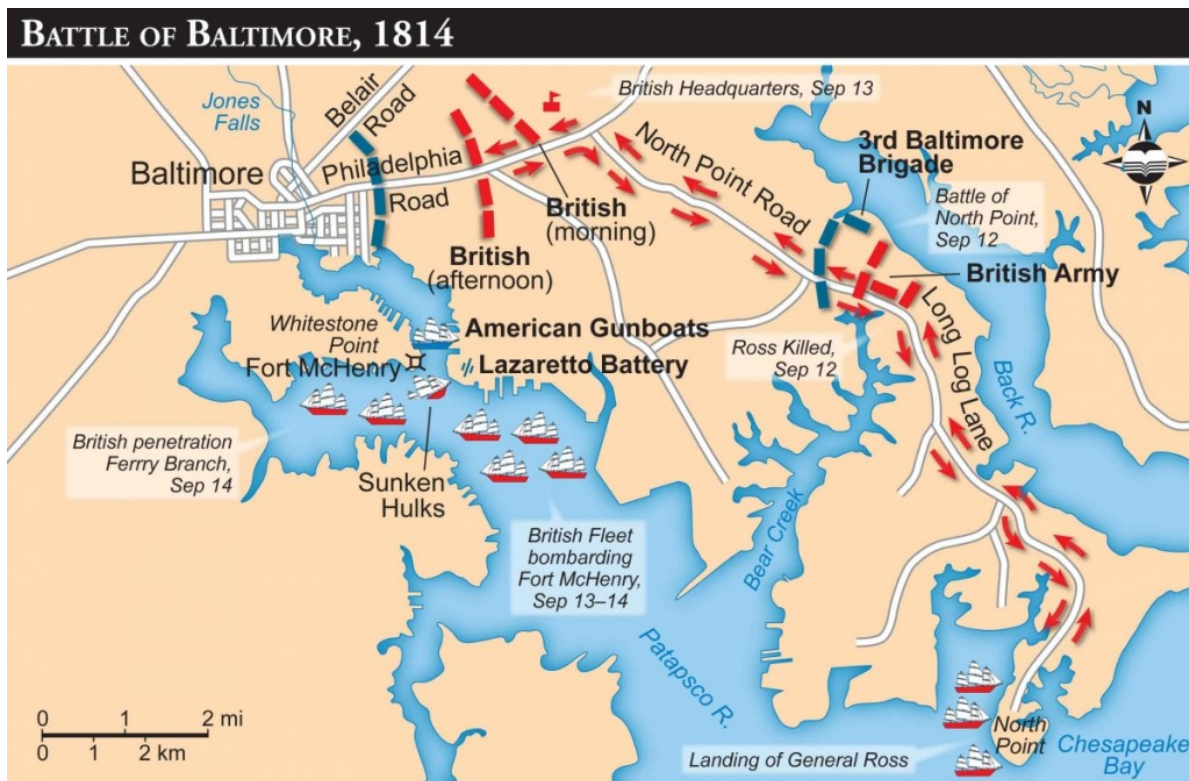 BATTLE OF BALTIMORE, 1814
Jones
Falls
Belair
Road
British Headquarters, Sep 13
N
Baltimore
Philadelphia
Road
North Point Road
3rd Baltimore
Brigade
British
(morning)
Battle of
North Point,
Sep 12
British
(afternoon)
British Army
Whitestone
Point
American Gunboats
Fort McHenry
Lazaretto Battery
Ross Killed,
Sep 12
Long Log Lane
Back R.
British penetration
Ferrry Branch,
Sep 14
Sunken
Hulks
British Fleet
bombarding
Fort McHenry,
Sep 13–14
Bear Creek
Patapsco R.
0 1 2 mi
0 1 2 km
Landing of General Ross
North
Point
Chesapeake
Bay